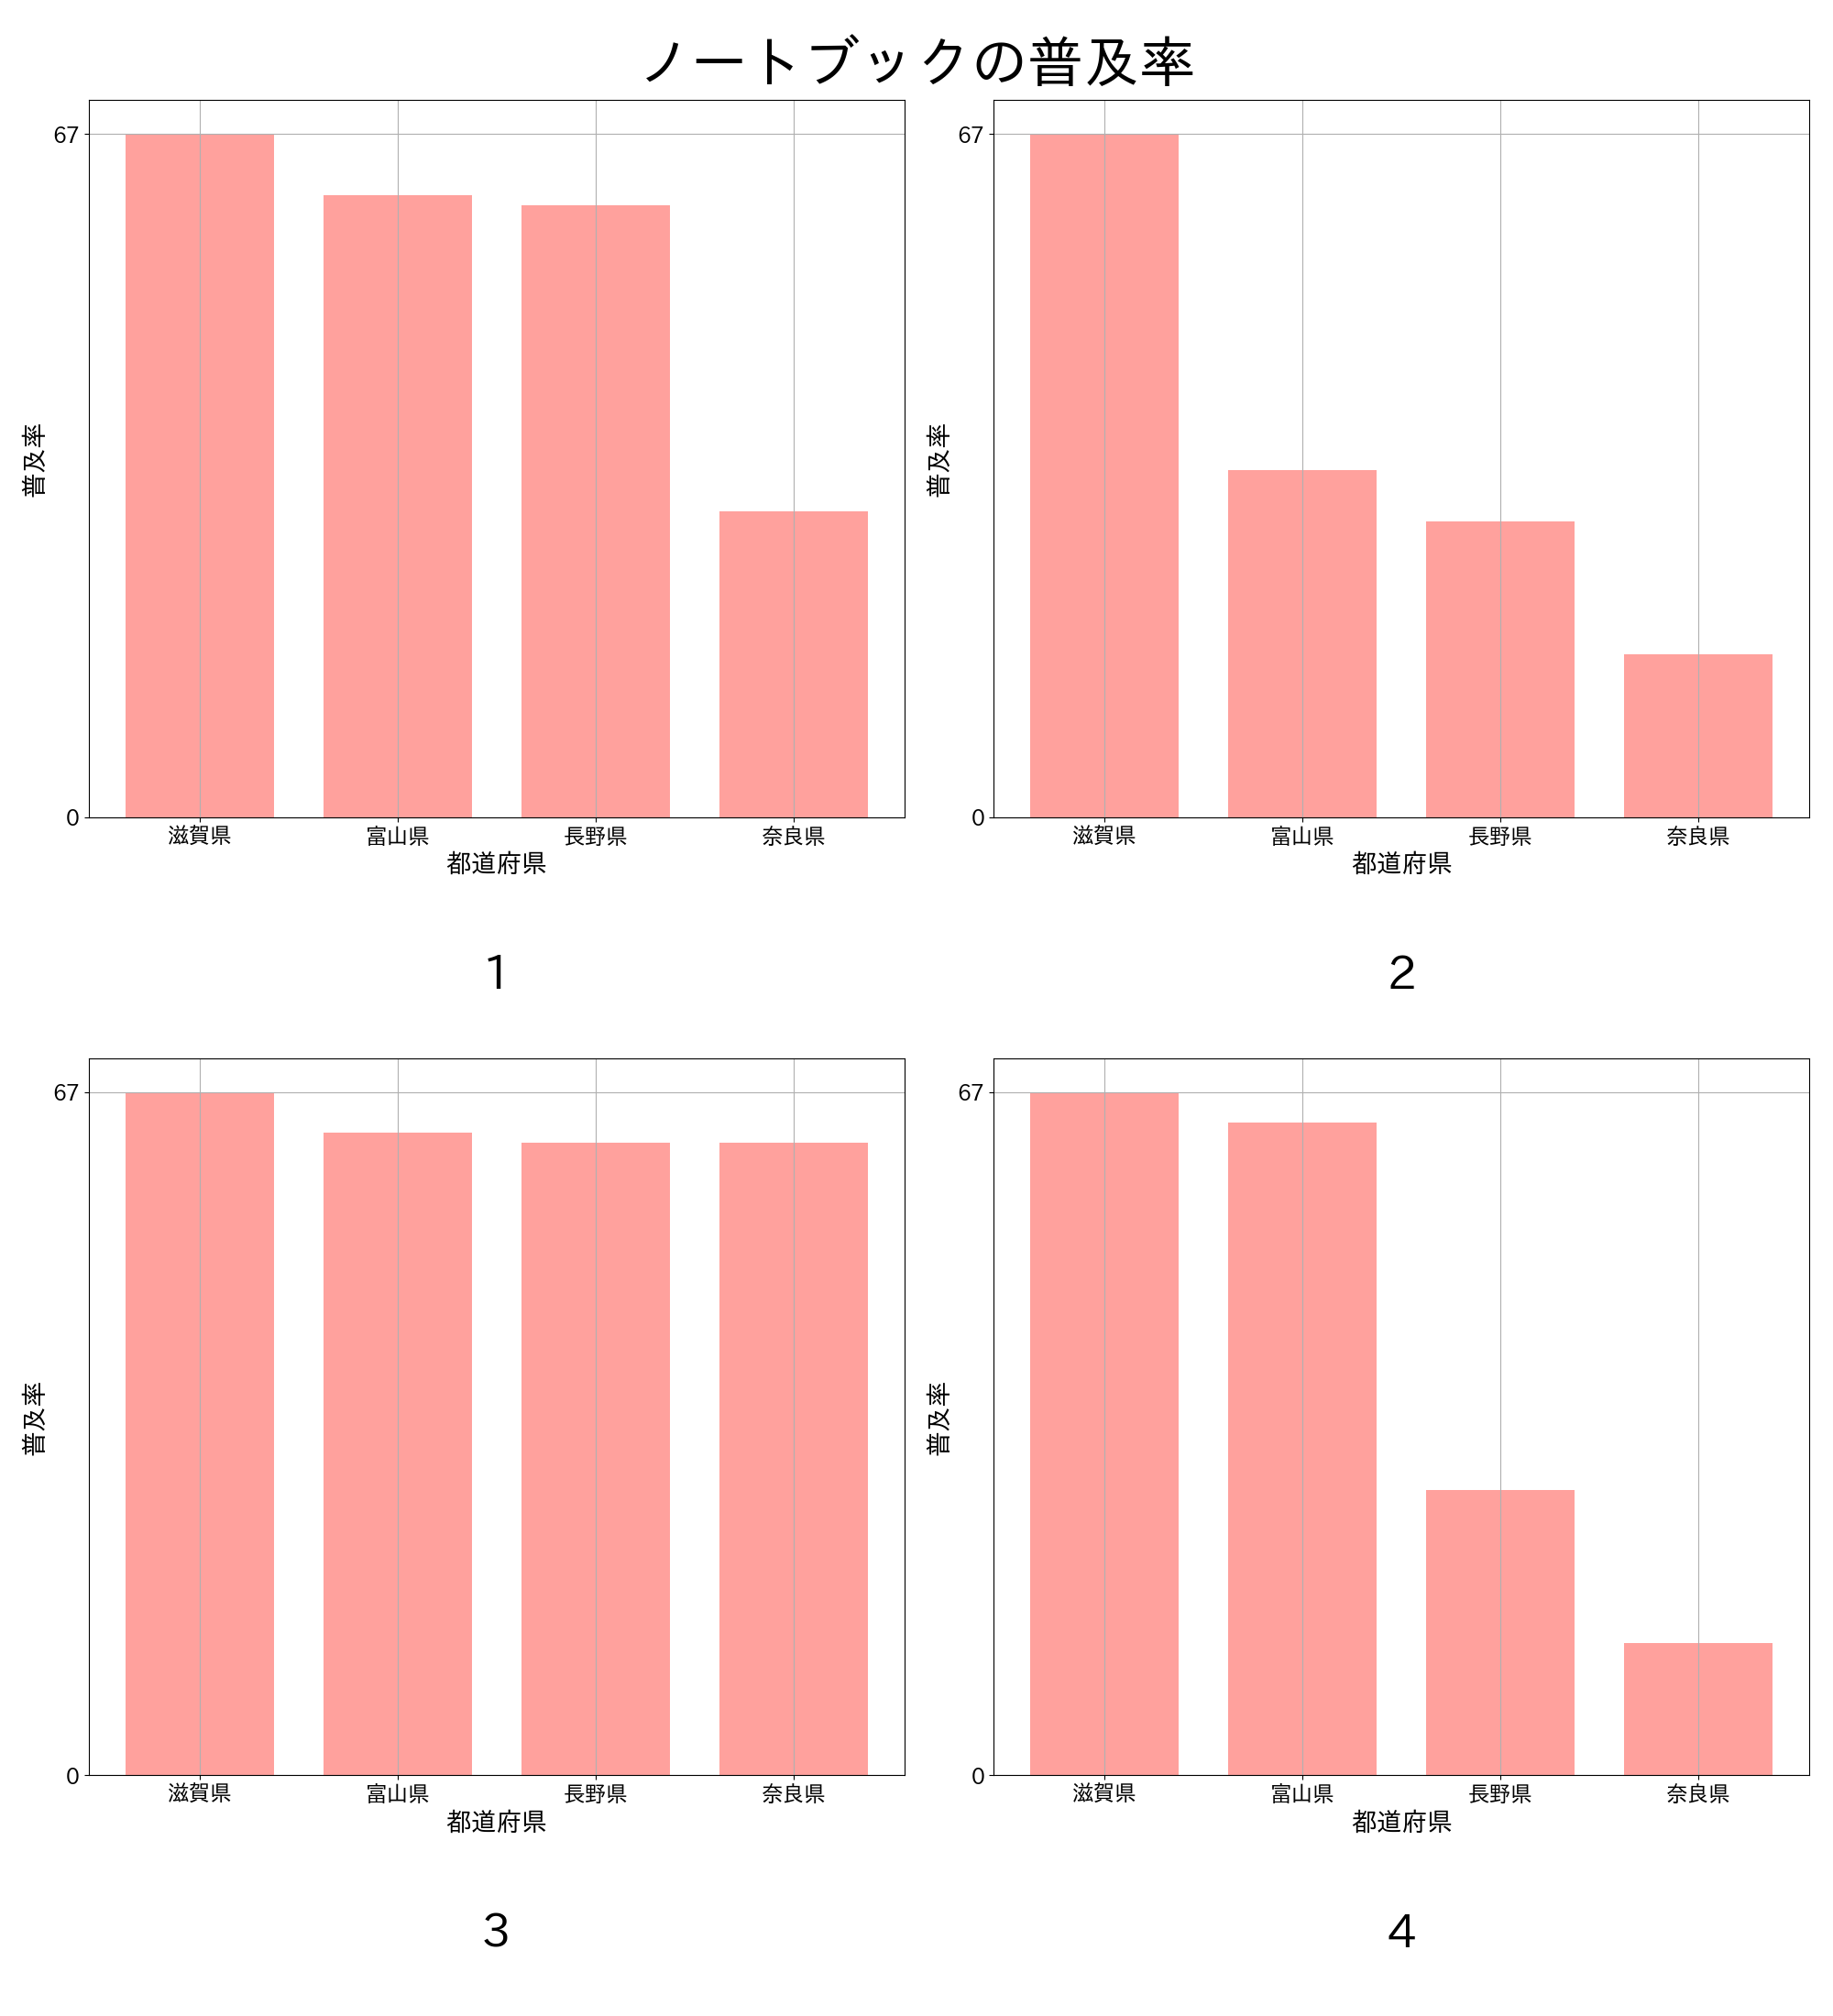 ノートブックの普及率
67
0
普及率
滋賀県 富山県 長野県 奈良県
都道府県
1
67
0
普及率
滋賀県 富山県 長野県 奈良県
都道府県
2
67
0
普及率
滋賀県 富山県 長野県 奈良県
都道府県
3
67
0
普及率
滋賀県 富山県 長野県 奈良県
都道府県
4